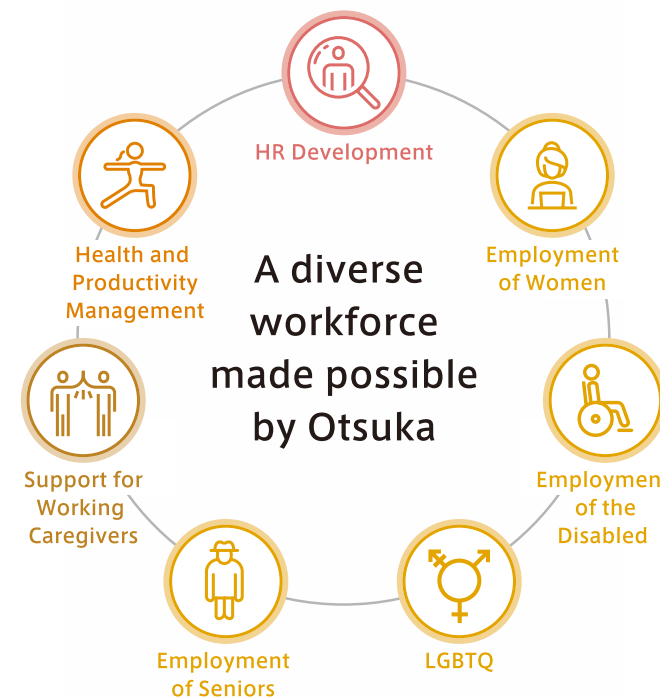 HR Development
Employment
of Women
Employmen
of the
Disabled
LGBTQ
Employment
of Seniors
Support for
Working
Caregivers
Health and
Productivity
Management
A diverse
workforce
made possible
by Otsuka